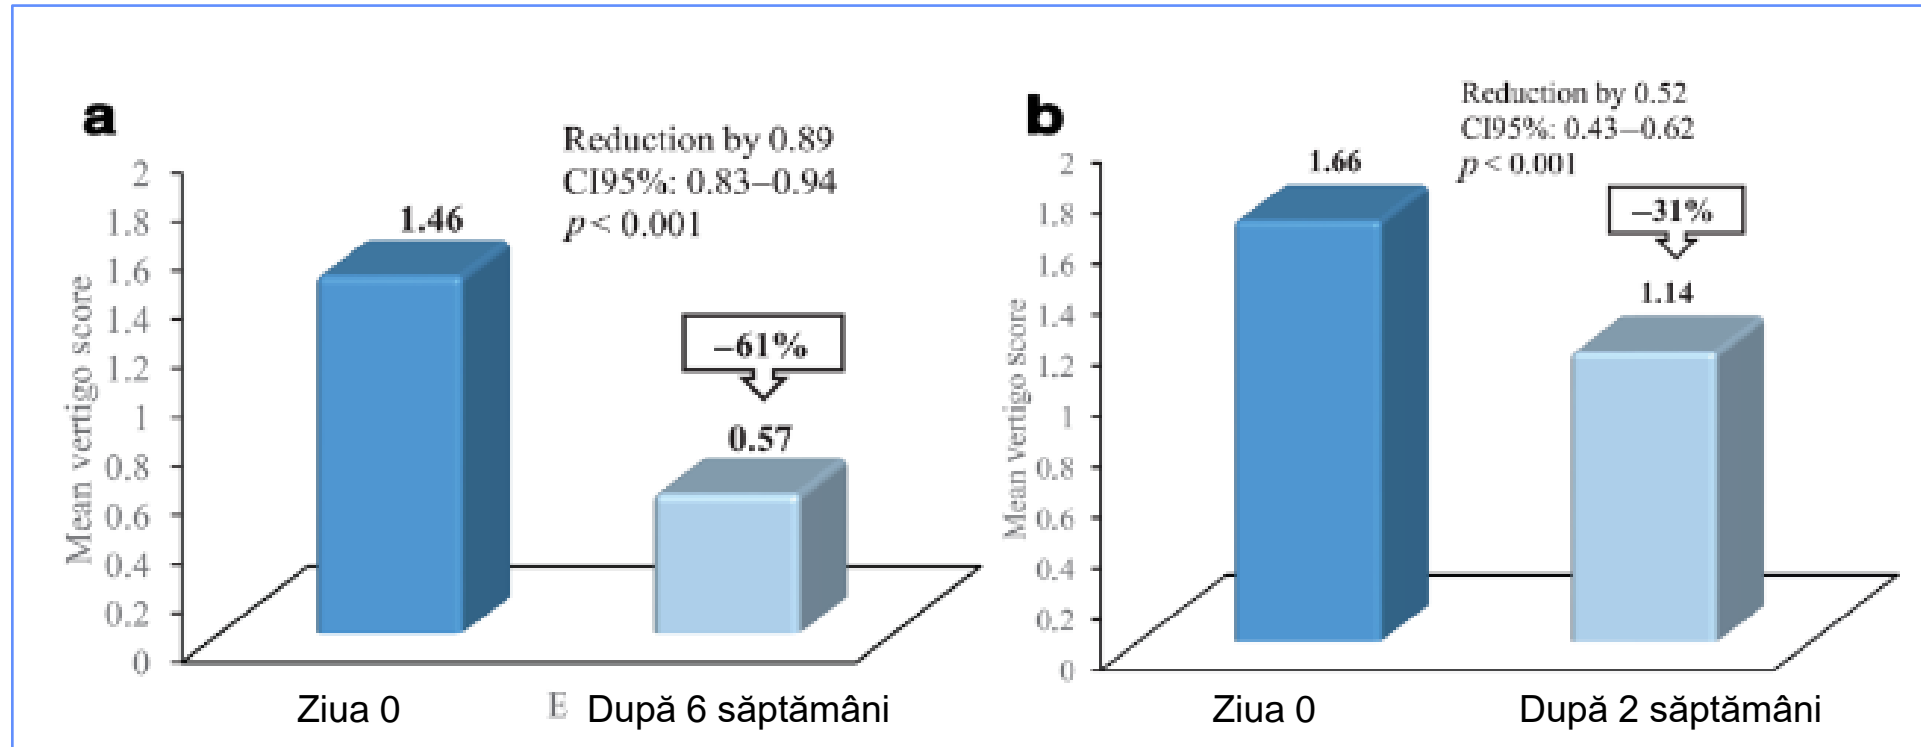 a
Reduction by 0.89
CI95%: 0.83–0.94
p < 0.001
Mean vertigo score
2
1.8
1.6
1.4
1.2
1
0.8
0.6
0.4
0.2
0
1.46
–61%
0.57
Ziua 0
E După 6 săptămâni
b
Reduction by 0.52
CI95%: 0.43–0.62
p < 0.001
Mean vertigo score
2
1.8
1.6
1.4
1.2
1
0.8
0.6
0.4
0.2
0
1.66
–31%
1.14
Ziua 0
După 2 săptămâni